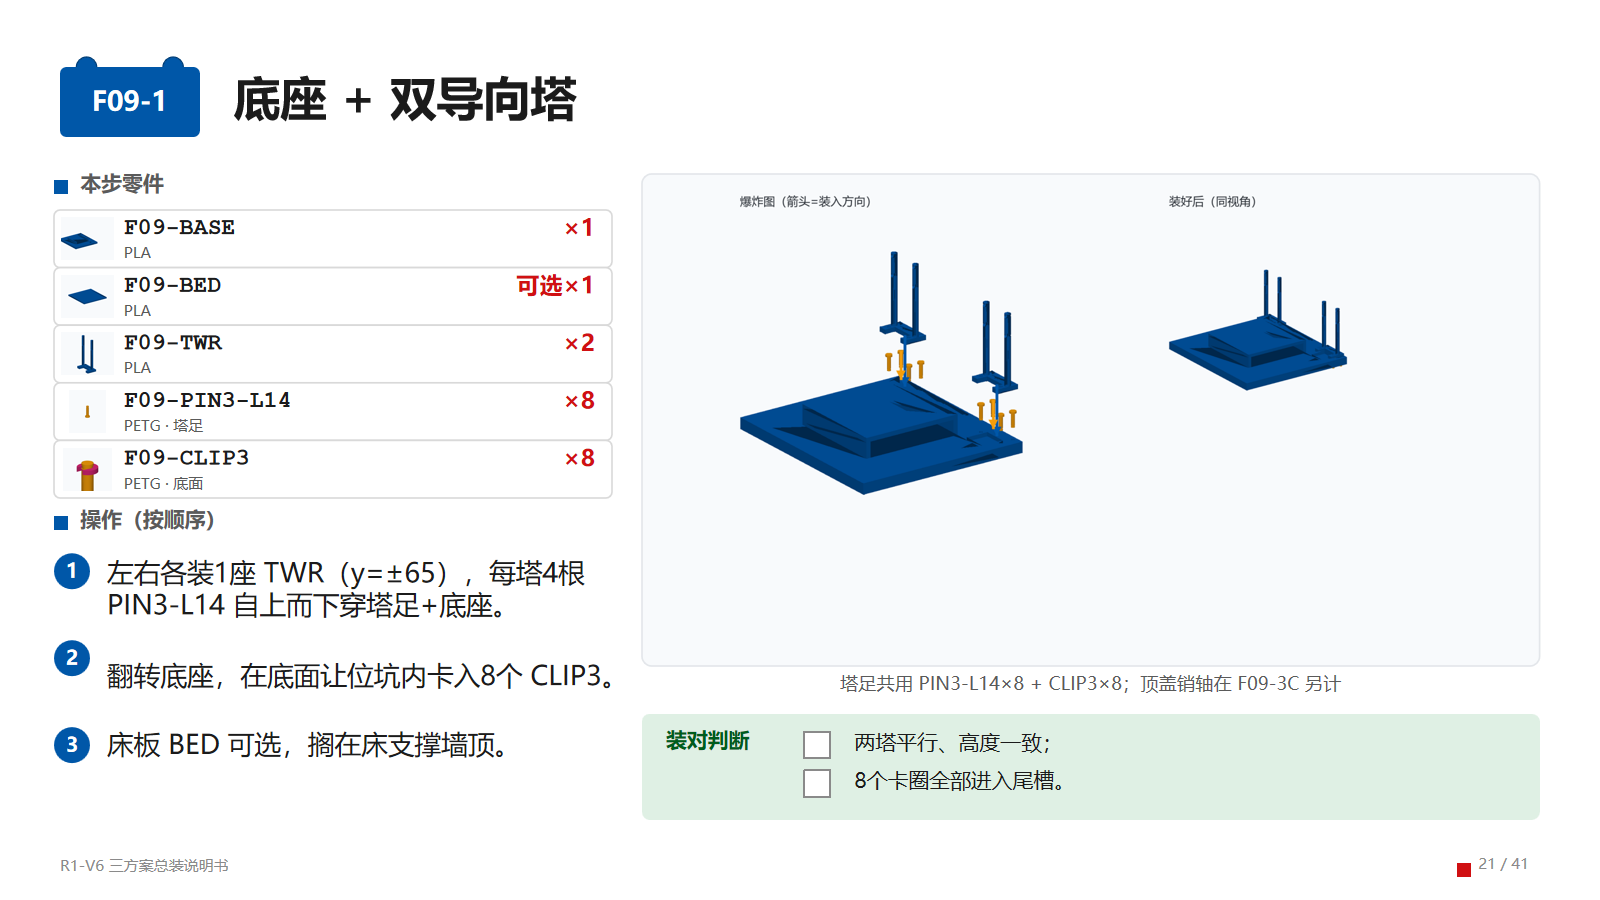 F09-1
底座 + 双导向塔
本步零件
F09-BASE
×1
PLA
F09-BED
可选×1
PLA
F09-TWR
×2
PLA
F09-PIN3-L14
×8
PETG · 塔足
F09-CLIP3
×8
PETG · 底面
操作（按顺序）
1
左右各装1座 TWR（y=±65），每塔4根
PIN3-L14 自上而下穿塔足+底座。
2
翻转底座，在底面让位坑内卡入8个 CLIP3。
3
床板 BED 可选，搁在床支撑墙顶。
爆炸图（箭头=装入方向）
装好后（同视角）
塔足共用 PIN3-L14×8 + CLIP3×8；顶盖销轴在 F09-3C 另计
装对判断
两塔平行、高度一致；
8个卡圈全部进入尾槽。
R1-V6 三方案总装说明书
21 / 41